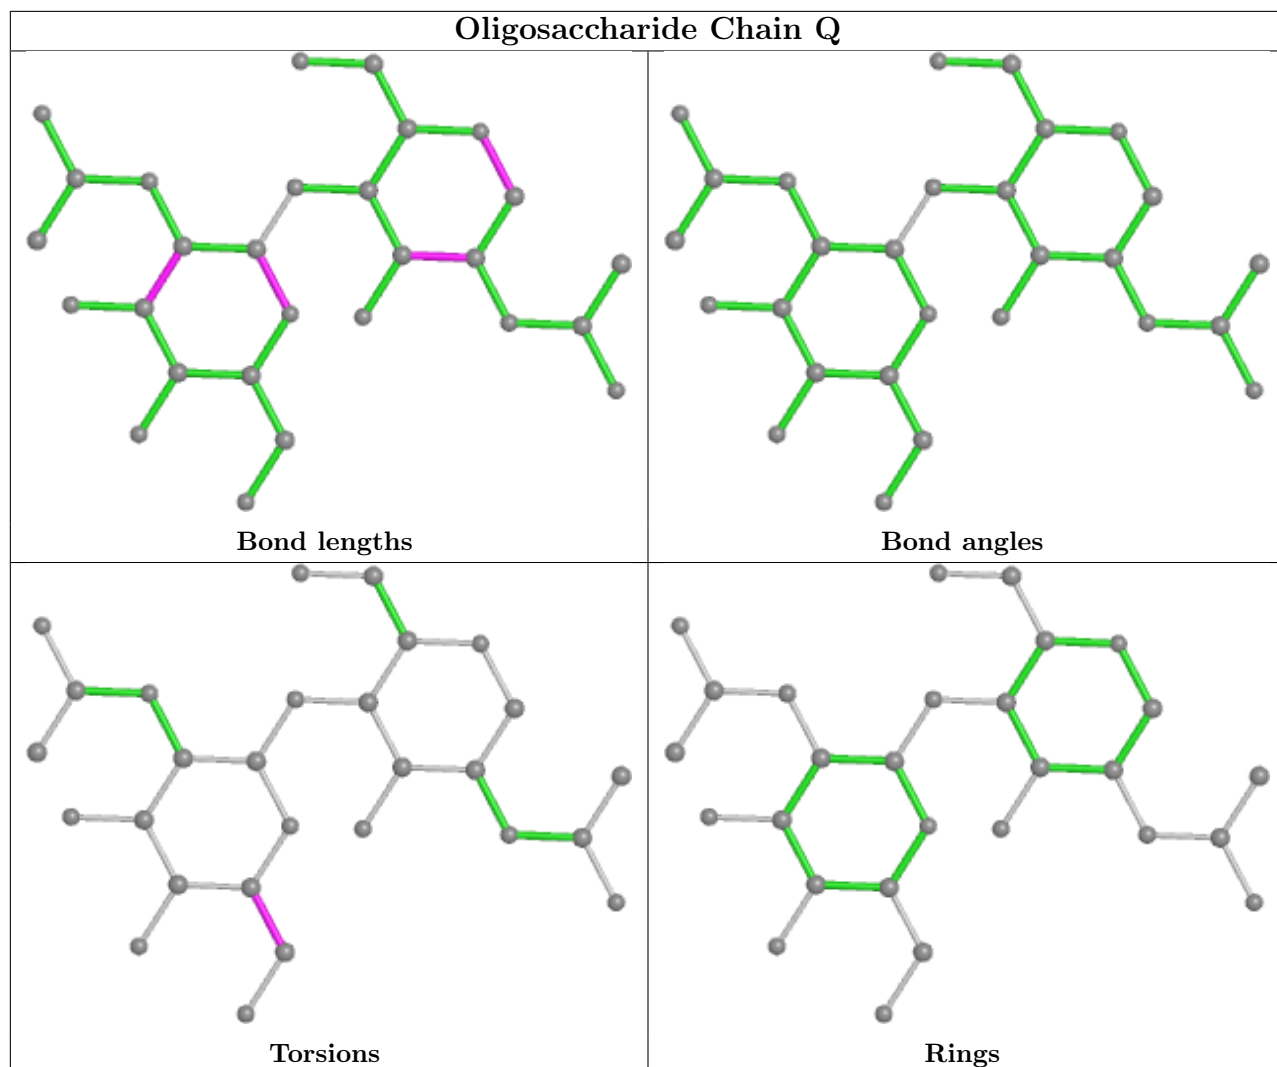 Oligosaccharide Chain Q
Bond lengths
Bond angles
Torsions
Rings